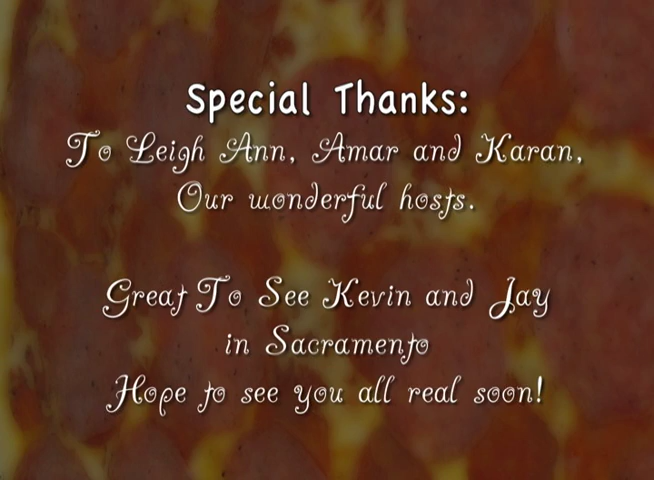 Special Thanks:
To Leigh Ann, Amar and Karan,
Our wonderful hosts.
Great To See Kevin and Jay
in Sacramento
Hope to see you all real soon!